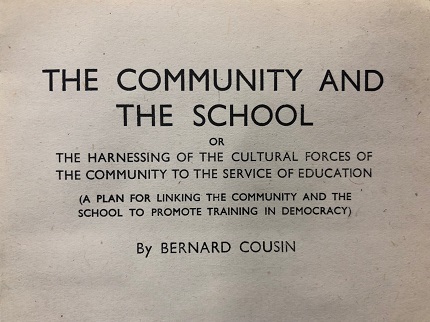 THE COMMUNITY AND
THE SCHOOL
OR
THE HARNESSING OF THE CULTURAL FORCES OF
THE COMMUNITY TO THE SERVICE OF EDUCATION
(A PLAN FOR LINKING THE COMMUNITY AND THE
SCHOOL TO PROMOTE TRAINING IN DEMOCRACY)
By BERNARD COUSIN